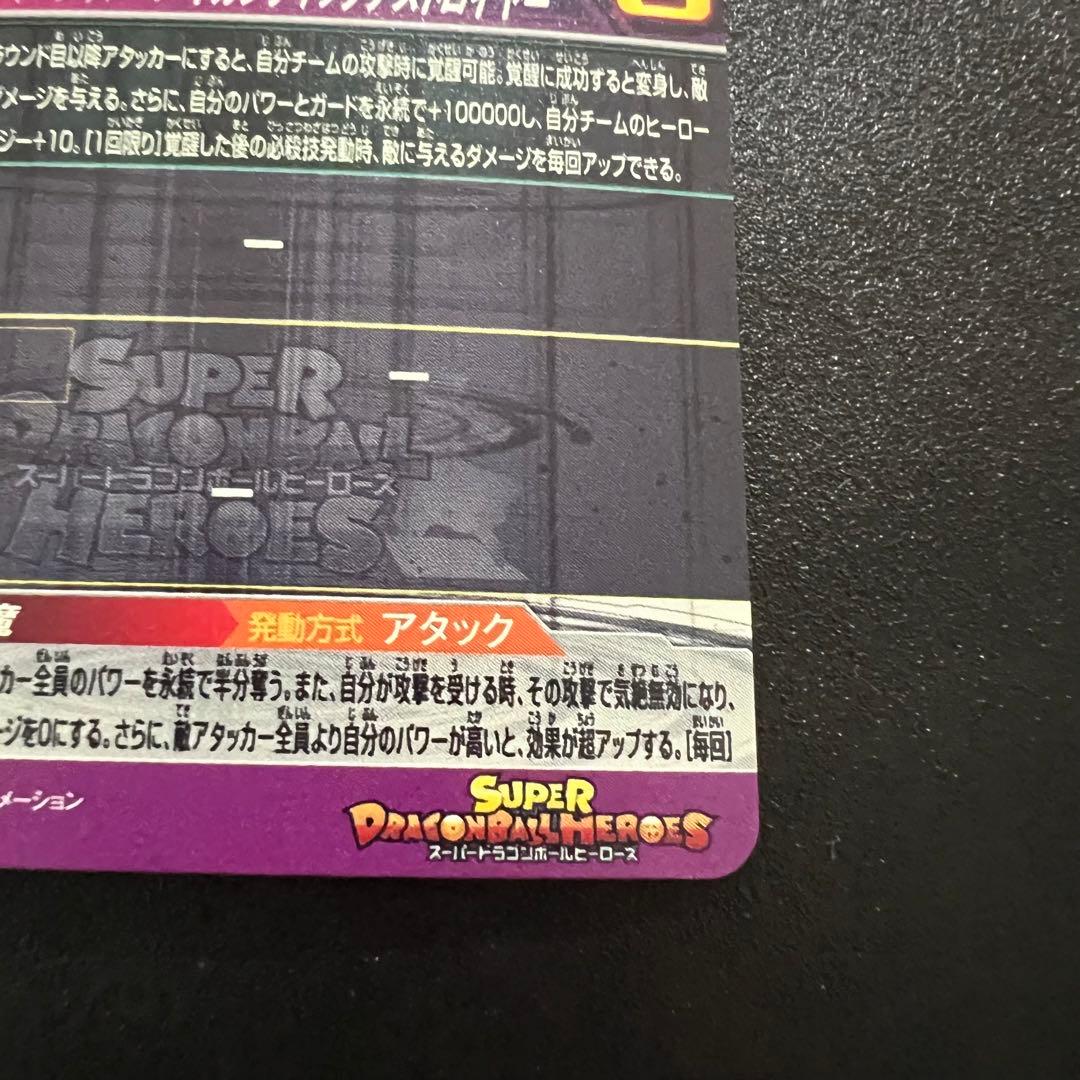 ウンド目以降アタッカーにすると、自分チームの攻撃時に覚醒可能。覚醒に成功すると変身し、敵
メージを与える。さらに、自分のパワーとガードを永続で+100000し、自分チームのヒーロー
ジー+10。[1回限り]覚醒した後の必殺技発動時、敵に与えるダメージを毎回アップできる。
SUPER
DRAGONBALL
スーパードラゴンボールヒーローズ
HEROES
魔 発動方式 アタック
カー全員のパワーを永続で半分奪う。また、自分が攻撃を受ける時、その攻撃で気絶無効になり、
ージを0にする。さらに、敵アタッカー全員より自分のパワーが高いと、効果が超アップする。[毎回]
メーション
SUPER
DRAGONBALL HEROES
スーパードラゴンボールヒーローズ